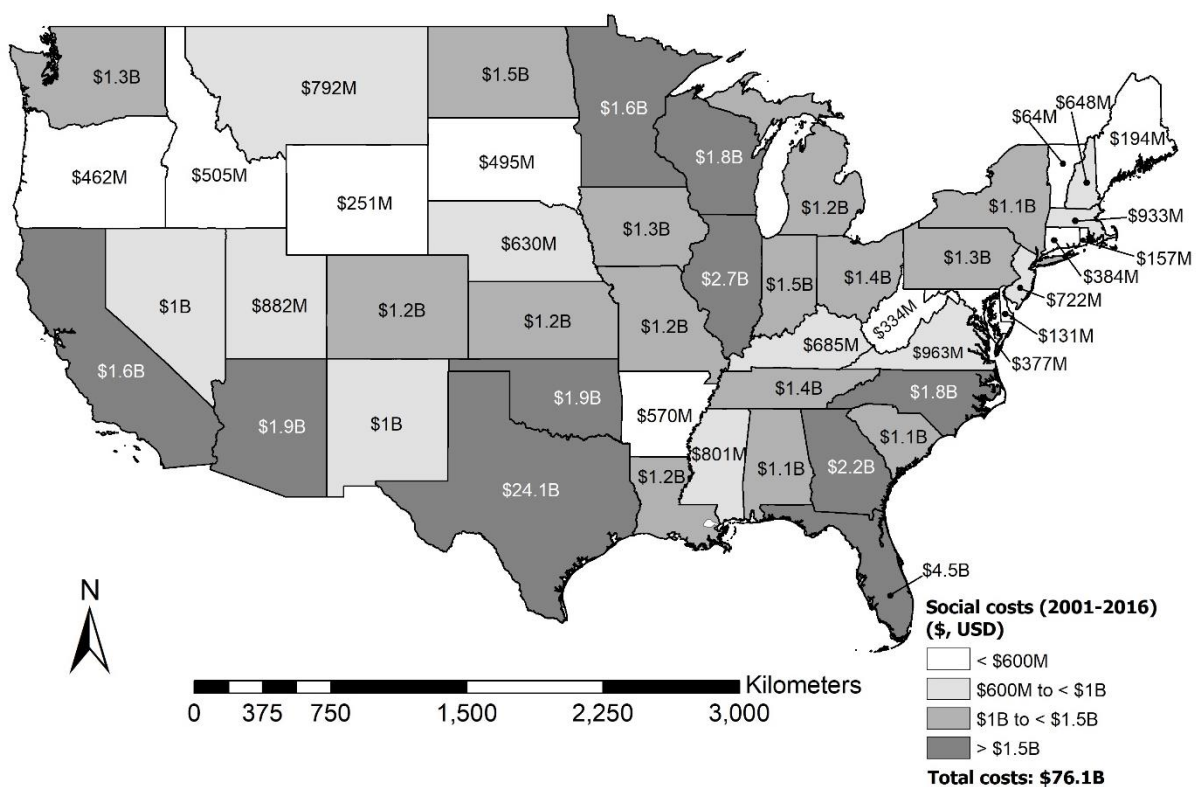 $1.3B
$792M
$1.5B
$1.6B
$64M
$648M
$194M
$462M
$505M
$251M
$495M
$1.8B
$1.2B
$1.1B
$933M
$157M
$384M
$630M
$1.3B
$1.3B
$722M
$1B
$882M
$1.2B
$1.2B
$1.2B
$2.7B
$1.5B
$1.4B
$334M
$131M
$377M
$685M
$963M
$1.6B
$1.9B
$1B
$1.9B
$570M
$1.4B
$1.8B
$24.1B
$1.2B
$801M
$1.1B
$2.2B
$1.1B
$4.5B
N
Kilometers
0 375 750 1,500 2,250 3,000
Social costs (2001-2016)
($, USD)
< $600M
$600M to < $1B
$1B to < $1.5B
> $1.5B
Total costs: $76.1B